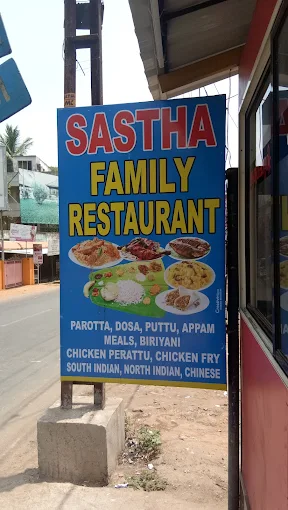 SASTHA
FAMILY
RESTAURANT
PAROTTA, DOSA, PUTTU, APPAM
MEALS, BIRIYANI
CHICKEN PERATTU, CHICKEN FRY
SOUTH INDIAN, NORTH INDIAN, CHINESE